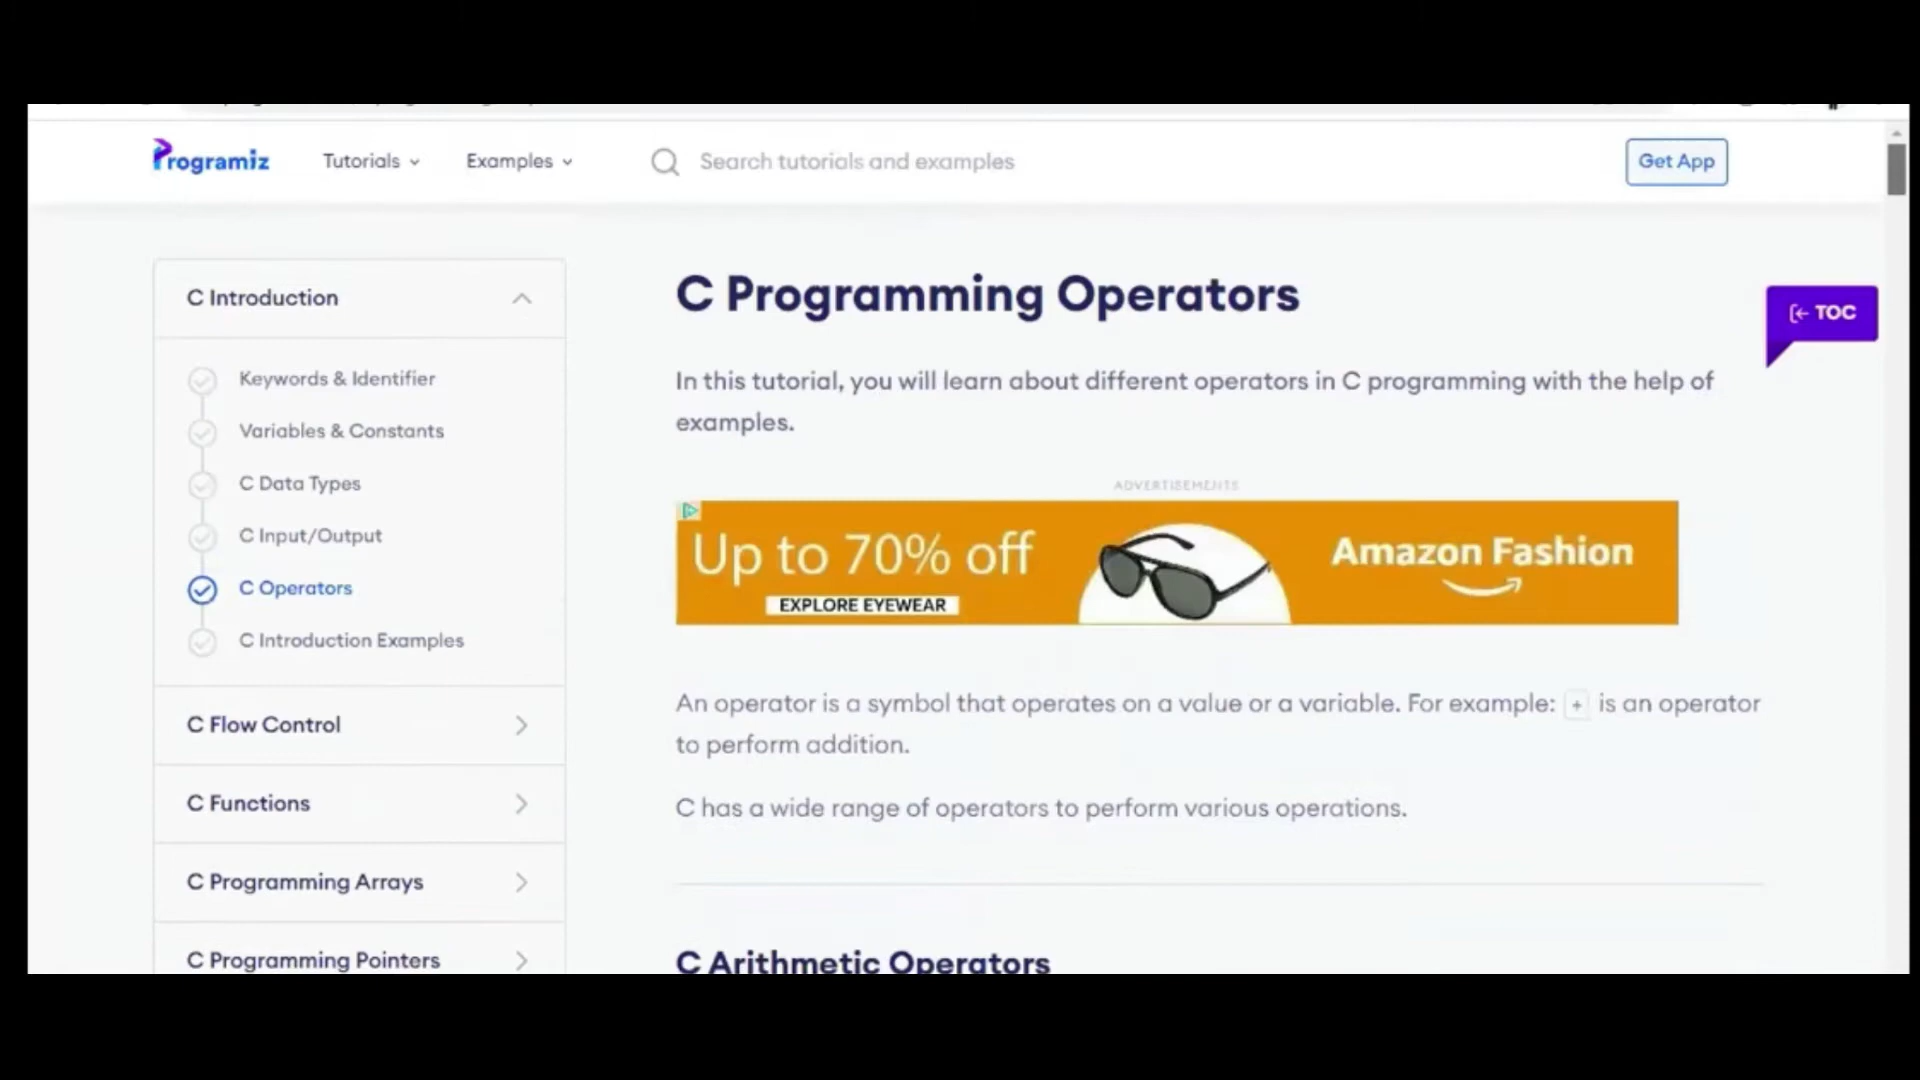 Programiz
Tutorials
Examples
Search tutorials and examples
Get App
C Introduction
Keywords & Identifier
Variables & Constants
C Data Types
C Input/Output
C Operators
C Introduction Examples
C Flow Control
C Functions
C Programming Arrays
C Programming Pointers
C Programming Operators
TOC
In this tutorial, you will learn about different operators in C programming with the help of
examples.
ADVERTISEMENTS
Up to 70% off
EXPLORE EYEWEAR
Amazon Fashion
An operator is a symbol that operates on a value or a variable. For example: + is an operator
to perform addition.
C has a wide range of operators to perform various operations.
C Arithmetic Operators